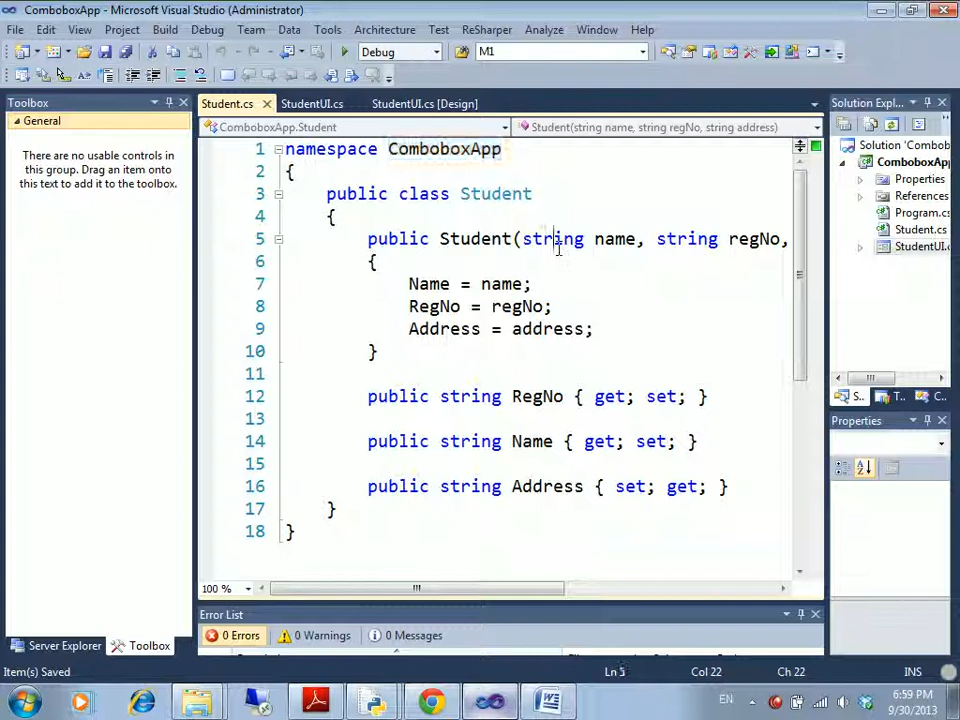 ComboboxApp - Microsoft Visual Studio (Administrator)
File Edit View Project Build Debug Team Data Tools Architecture Test ReSharper Analyze Window Help
Debug M1
Toolbox
General
There are no usable controls in
this group. Drag an item onto
this text to add it to the toolbox.
Server Explorer Toolbox
Student.cs StudentUI.cs StudentUI.cs [Design]
ComboboxApp.Student Student(string name, string regNo, string address)
1 namespace ComboboxApp
2 {
3 public class Student
4 {
5 public Student(string name, string regNo,
6 {
7 Name = name;
8 RegNo = regNo;
9 Address = address;
10 }
11
12 public string RegNo { get; set; }
13
14 public string Name { get; set; }
15
16 public string Address { set; get; }
17 }
18 }
100 %
Error List
0 Errors 0 Warnings 0 Messages
Solution Expl...
Solution 'Combo
ComboboxApp
Properties
References
Program.cs
Student.cs
StudentUI.
S... T... C...
Properties
Item(s) Saved Ln 5 Col 22 Ch 22 INS
EN 6:59 PM
9/30/2013